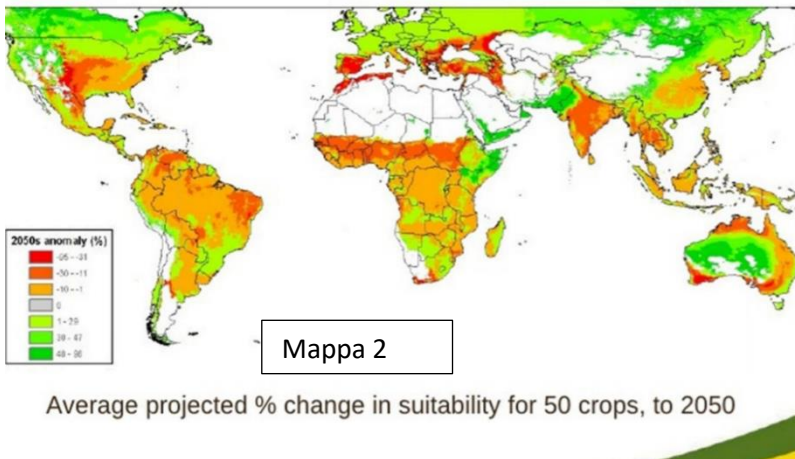 2050s anomaly (%)
-30 - -11
-10 - -1
0
1 - 29
Mappa 2
Average projected % change in suitability for 50 crops, to 2050